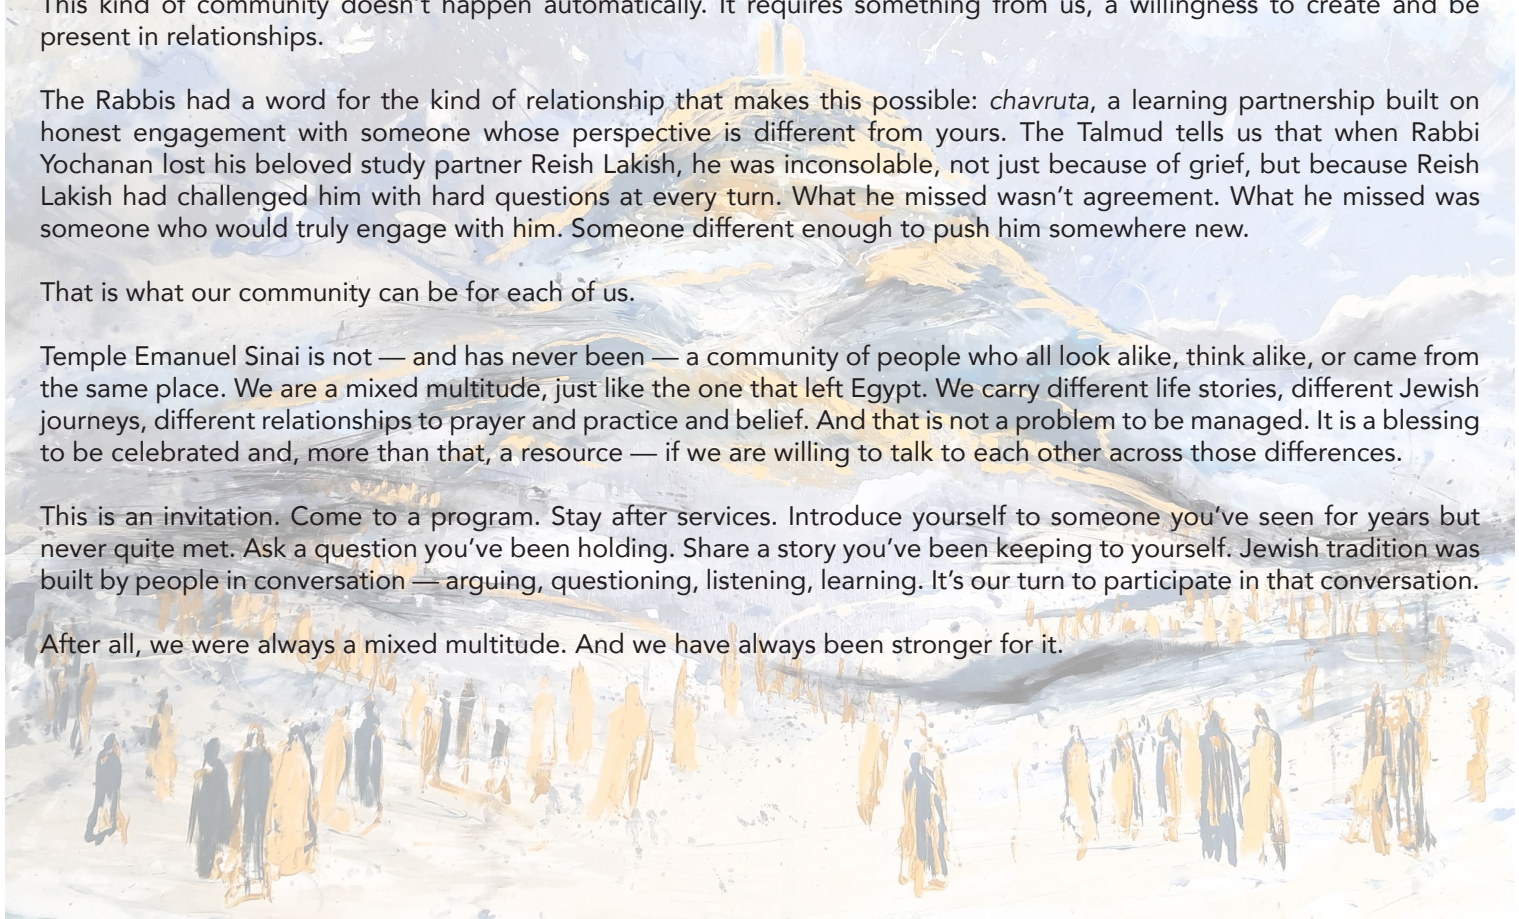 This kind of community doesn’t happen automatically. It requires something from us, a willingness to create and be
present in relationships.
The Rabbis had a word for the kind of relationship that makes this possible: chavruta, a learning partnership built on
honest engagement with someone whose perspective is different from yours. The Talmud tells us that when Rabbi
Yochanan lost his beloved study partner Reish Lakish, he was inconsolable, not just because of grief, but because Reish
Lakish had challenged him with hard questions at every turn. What he missed wasn’t agreement. What he missed was
someone who would truly engage with him. Someone different enough to push him somewhere new.
That is what our community can be for each of us.
Temple Emanuel Sinai is not — and has never been — a community of people who all look alike, think alike, or came from
the same place. We are a mixed multitude, just like the one that left Egypt. We carry different life stories, different Jewish
journeys, different relationships to prayer and practice and belief. And that is not a problem to be managed. It is a blessing
to be celebrated and, more than that, a resource — if we are willing to talk to each other across those differences.
This is an invitation. Come to a program. Stay after services. Introduce yourself to someone you’ve seen for years but
never quite met. Ask a question you’ve been holding. Share a story you’ve been keeping to yourself. Jewish tradition was
built by people in conversation — arguing, questioning, listening, learning. It’s our turn to participate in that conversation.
After all, we were always a mixed multitude. And we have always been stronger for it.